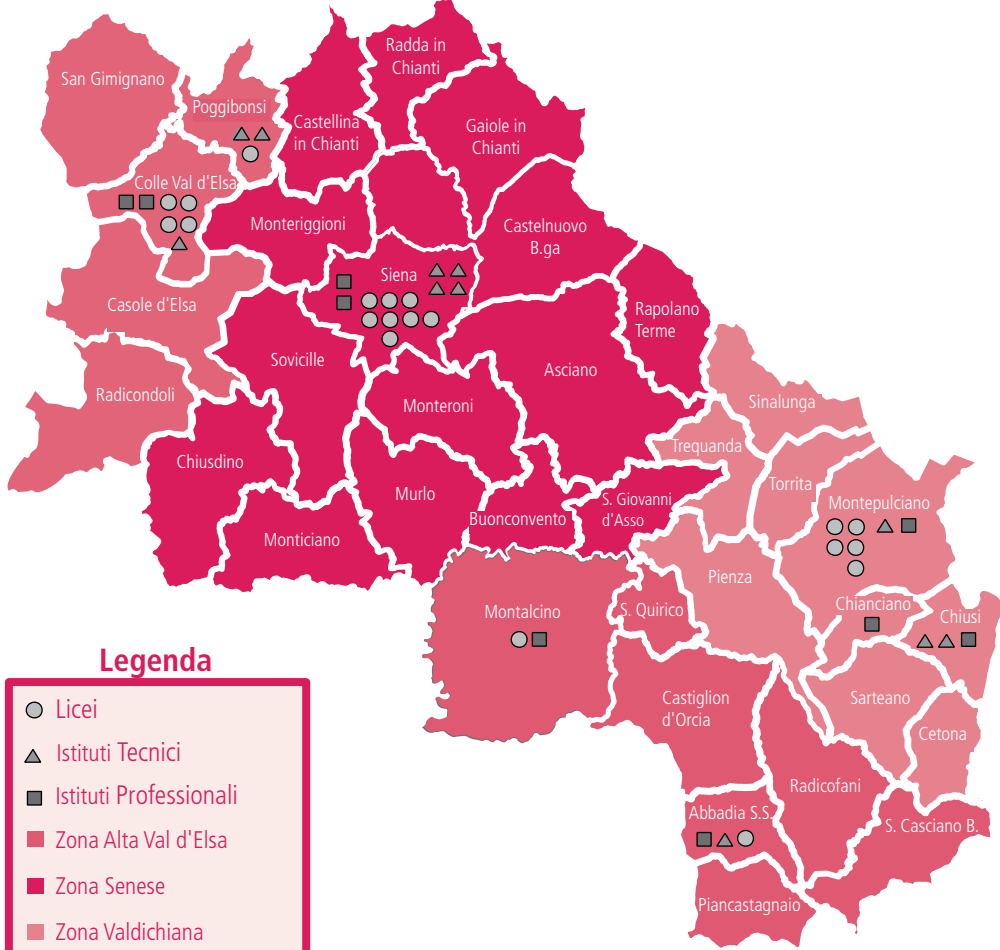 Radda in
Chianti
San Gimignano
Poggibonsi
Castellina
in Chianti
Gaiole in
Chianti
Colle Val d'Elsa
Monteriggioni
Castelnuovo
B.ga
Siena
Casole d'Elsa
Rapolano
Terme
Sovicille
Asciano
Radicondoli
Monteroni
Sinalunga
Trequanda
Chiusdino
Torrita
Murlo
S. Giovanni
d'Asso
Montepulciano
Buonconvento
Monticiano
Pienza
Montalcino
S. Quirico
Chianciano
Chiusi
Castiglion
d'Orcia
Sarteano
Cetona
Radicofani
Abbadia S.S.
S. Casciano B.
Piancastagnaio
Legenda
Licei
Istituti Tecnici
Istituti Professionali
Zona Alta Val d'Elsa
Zona Senese
Zona Valdichiana